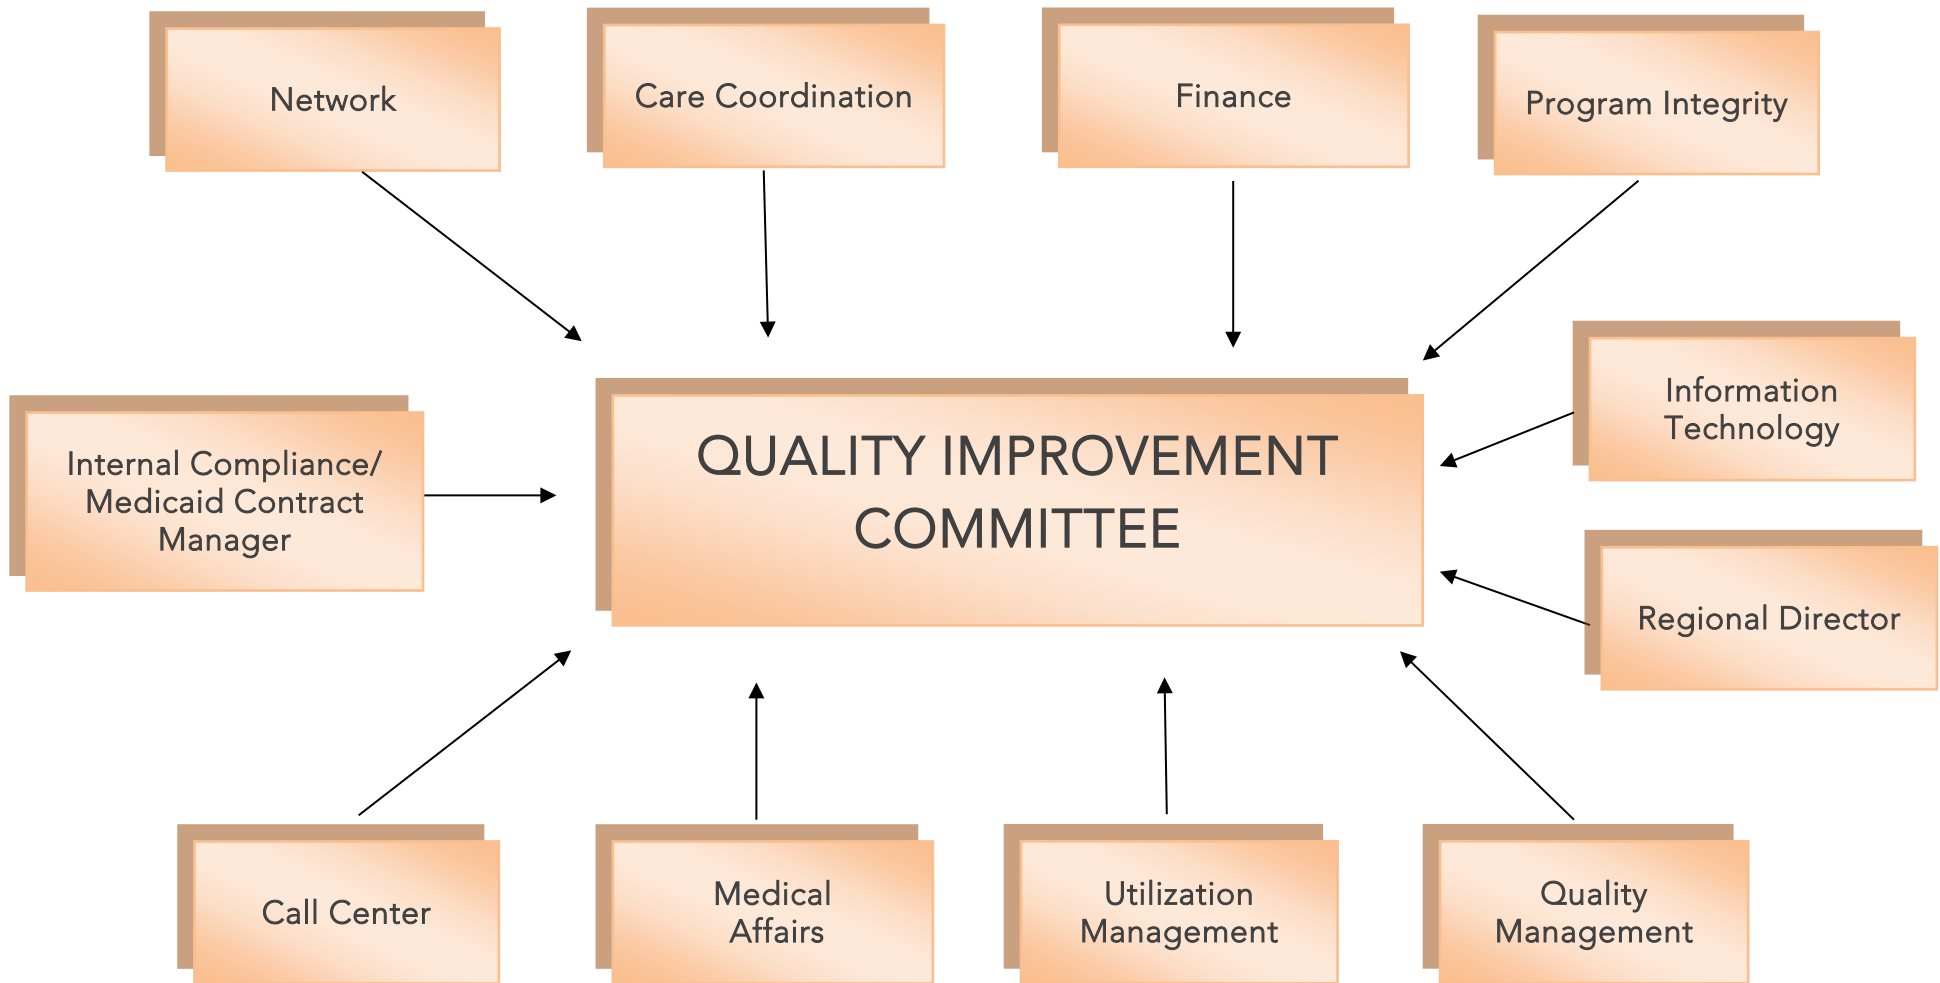 Network
Care Coordination
Finance
Program Integrity
Information
Technology
Internal Compliance/
Medicaid Contract
Manager
QUALITY IMPROVEMENT
COMMITTEE
Regional Director
Call Center
Medical
Affairs
Utilization
Management
Quality
Management